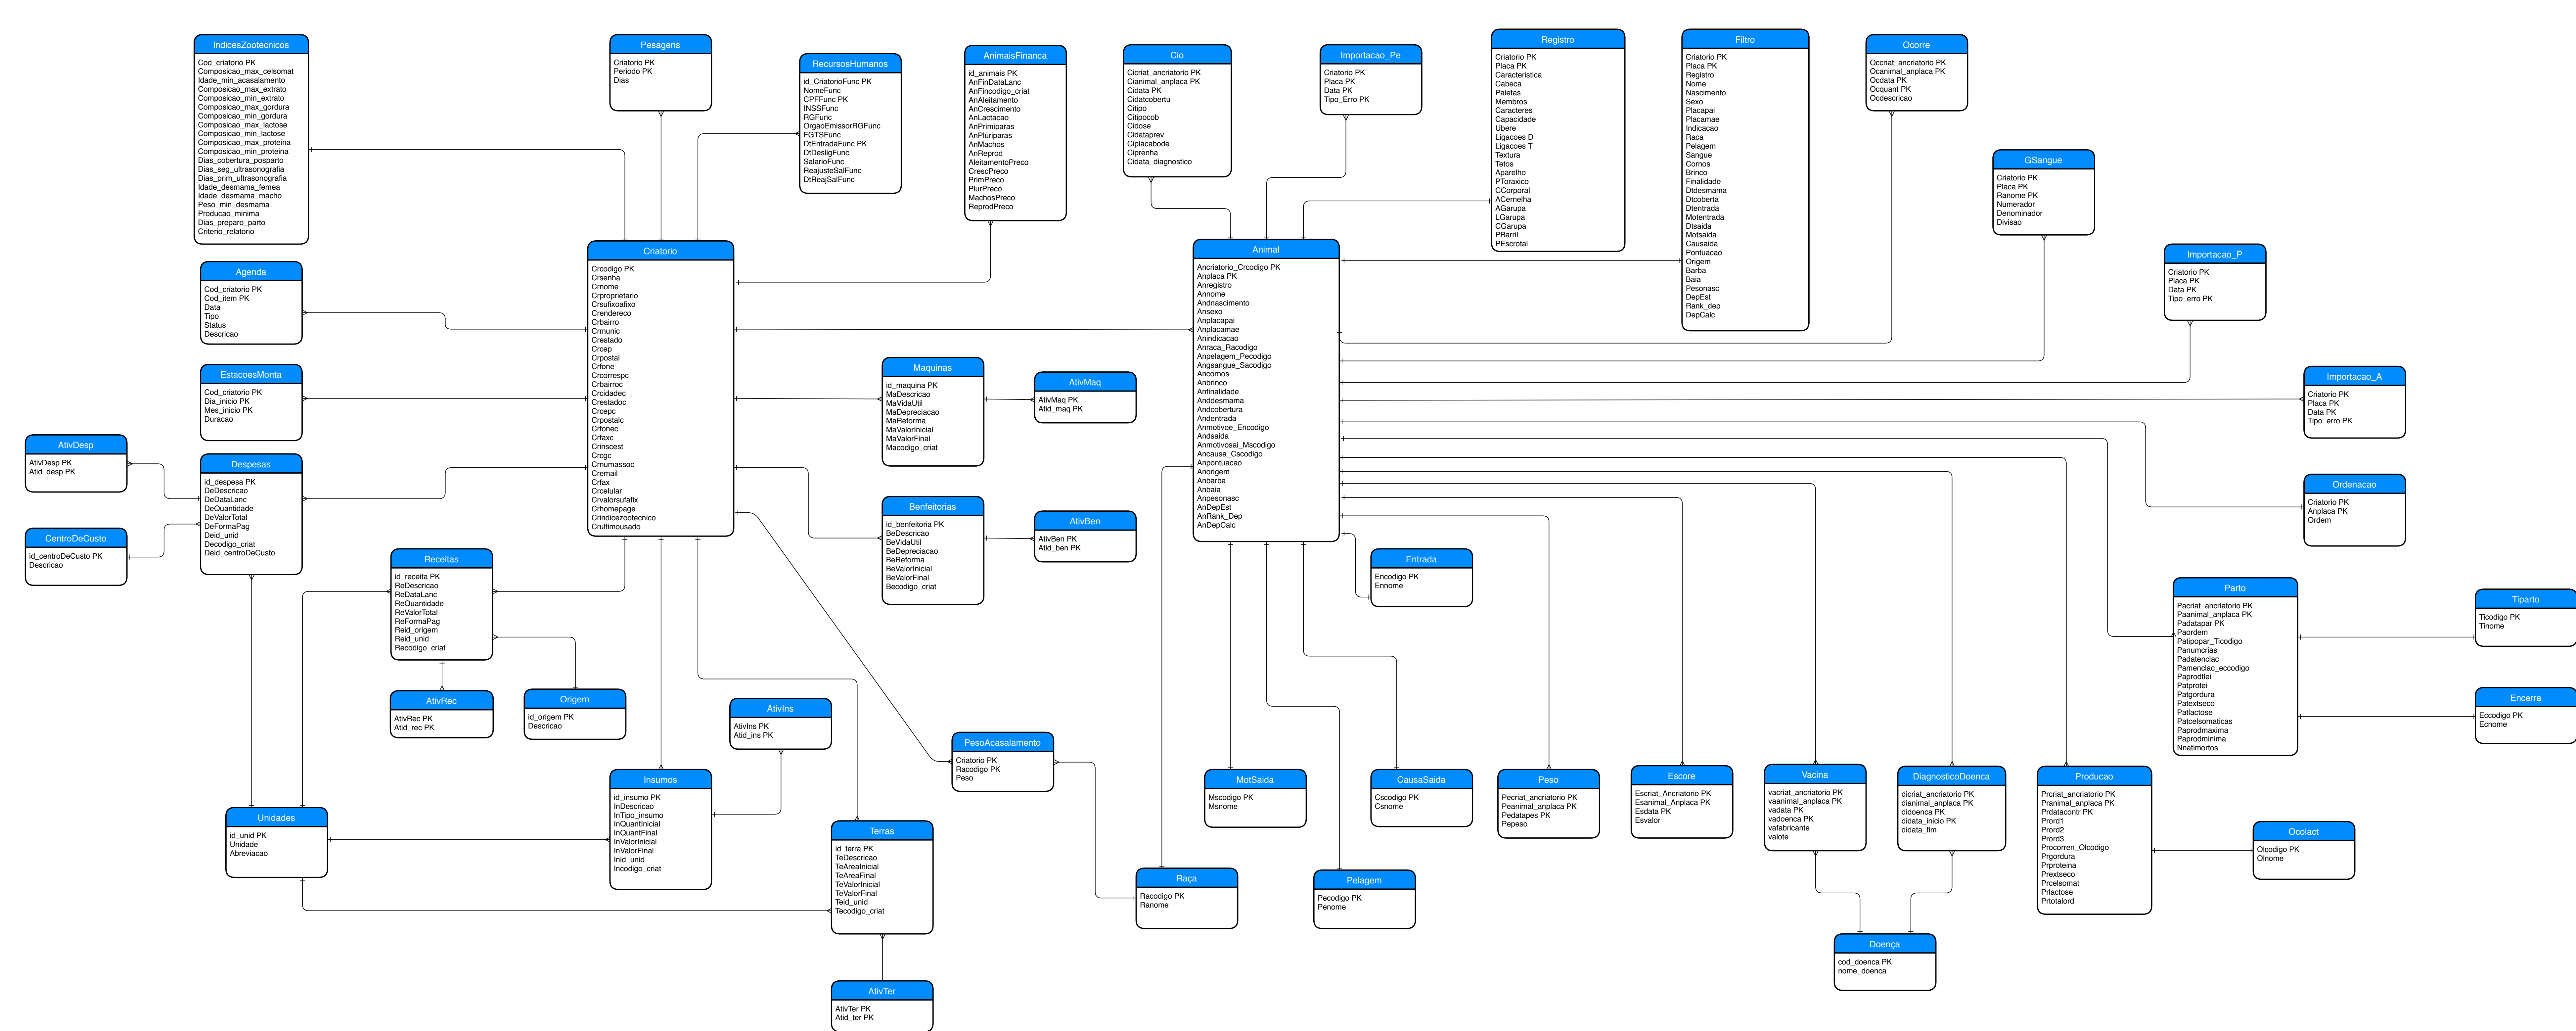 IndicesZootecnicos
Cod_criatorio PK
Composicao_max_celsomat
Idade_min_acasalamento
Composicao_max_extrato
Composicao_min_extrato
Composicao_max_gordura
Composicao_min_gordura
Composicao_max_lactose
Composicao_min_lactose
Composicao_max_proteina
Composicao_min_proteina
Dias_cobertura_posparto
Dias_seg_ultrasonografia
Dias_prim_ultrasonografia
Idade_desmama_femea
Idade_desmama_macho
Peso_min_desmama
Producao_minima
Dias_preparo_parto
Criterio_relatorio
Pesagens
Criatorio PK
Periodo PK
Dias
RecursosHumanos
id_CriatorioFunc PK
NomeFunc
CPFFunc PK
INSSFunc
RGFunc
OrgaoEmissorRGFunc
FGTSFunc
DtEntradaFunc PK
DtDesligFunc
SalarioFunc
ReajusteSalFunc
DtReajSalFunc
AnimaisFinanca
id_animais PK
AnFinDataLanc
AnFincodigo_criat
AnAleitamento
AnCrescimento
AnLactacao
AnPrimiparas
AnPluriparas
AnMachos
AnReprod
AleitamentoPreco
CrescPreco
PrimPreco
PlurPreco
MachosPreco
ReprodPreco
Cio
Cicriat_ancriatorio PK
Cianimal_anplaca PK
Cidata PK
Cidatcobertu
Citipo
Citipocob
Cidose
Cidataprev
Ciplacabode
Ciprenha
Cidata_diagnostico
Importacao_Pe
Criatorio PK
Placa PK
Data PK
Tipo_Erro PK
Registro
Criatorio PK
Placa PK
Caracteristica
Cabeca
Paletas
Membros
Caracteres
Capacidade
Ubere
Ligacoes D
Ligacoes T
Textura
Tetos
Aparelho
PToraxico
CCorporal
ACernelha
AGarupa
LGarupa
CGarupa
PBarril
PEscrotal
Filtro
Criatorio PK
Placa PK
Registro
Nome
Nascimento
Sexo
Placapai
Placamae
Indicacao
Raca
Pelagem
Sangue
Cornos
Brinco
Finalidade
Dtdesmama
Dtcoberta
Dtentrada
Motentrada
Dtsaida
Motsaida
Causaida
Pontuacao
Origem
Barba
Baia
Pesonasc
DepEst
Rank_dep
DepCalc
Ocorre
Occriat_ancriatorio PK
Ocanimal_anplaca PK
Ocdata PK
Ocquant PK
Ocdescricao
GSangue
Criatorio PK
Placa PK
Ranome PK
Numerador
Denominador
Divisao
Importacao_P
Criatorio PK
Placa PK
Data PK
Tipo_erro PK
Importacao_A
Criatorio PK
Placa PK
Data PK
Tipo_erro PK
Ordenacao
Criatorio PK
Anplaca PK
Ordem
Agenda
Cod_criatorio PK
Cod_item PK
Data
Tipo
Status
Descricao
EstacoesMonta
Cod_criatorio PK
Dia_inicio PK
Mes_inicio PK
Duracao
AtivDesp
AtivDesp PK
Atid_desp PK
Despesas
id_despesa PK
DeDescricao
DeDataLanc
DeQuantidade
DeValorTotal
DeFormaPag
Deid_unid
Decodigo_criat
Deid_centroDeCusto
CentroDeCusto
id_centroDeCusto PK
Descricao
Criatorio
Crcodigo PK
Crsenha
Crnome
Crproprietario
Crsufixoafixo
Crendereco
Crbairro
Crmunic
Crestado
Crcep
Crpostal
Crfone
Crcorrespc
Crbairroc
Crcidadec
Crestadoc
Crcepc
Crpostalc
Crfonec
Crfaxc
Crinscest
Crcgc
Crnumassoc
Cremail
Crfax
Crcelular
Crvalorsufafix
Crhomepage
Crindicezootecnico
Crultimousado
Animal
Ancriatorio_Crcodigo PK
Anplaca PK
Anregistro
Annome
Andnascimento
Ansexo
Anplacapai
Anplacamae
Anindicacao
Anraca_Racodigo
Anpelagem_Pecodigo
Angsangue_Sacodigo
Ancornos
Anbrinco
Anfinalidade
Anddesmama
Andcobertura
Andentrada
Anmotivoe_Encodigo
Andsaida
Anmotivosai_Mscodigo
Ancausa_Cscodigo
Anpontuacao
Anorigem
Anbarba
Anbaia
Anpesonasc
AnDepEst
AnRank_Dep
AnDepCalc
Maquinas
id_maquina PK
MaDescricao
MaVidaUtil
MaDepreciacao
MaReforma
MaValorInicial
MaValorFinal
Macodigo_criat
AtivMaq
AtivMaq PK
Atid_maq PK
Benfeitorias
id_benfeitoria PK
BeDescricao
BeVidaUtil
BeDepreciacao
BeReforma
BeValorInicial
BeValorFinal
Becodigo_criat
AtivBen
AtivBen PK
Atid_ben PK
Receitas
id_receita PK
ReDescricao
ReDataLanc
ReQuantidade
ReValorTotal
ReFormaPag
Reid_origem
Reid_unid
Recodigo_criat
AtivRec
AtivRec PK
Atid_rec PK
Origem
id_origem PK
Descricao
AtivIns
AtivIns PK
Atid_ins PK
Entrada
Encodigo PK
Ennome
Parto
Pacriat_ancriatorio PK
Paanimal_anplaca PK
Padatapar PK
Paordem
Patipopar_Ticodigo
Panumcrias
Padatenclac
Pamenclac_eccodigo
Paprodtlei
Patprotei
Patgordura
Patextseco
Patlactose
Patcelsomaticas
Paprodmaxima
Paprodminima
Nnatimortos
Tiparto
Ticodigo PK
Tinome
Encerra
Eccodigo PK
Ecnome
Unidades
id_unid PK
Unidade
Abreviacao
Insumos
id_insumo PK
InDescricao
InTipo_insumo
InQuantInicial
InQuantFinal
InValorInicial
InValorFinal
Inid_unid
Incodigo_criat
PesoAcasalamento
Criatorio PK
Racodigo PK
Peso
Terras
id_terra PK
TeDescricao
TeAreaInicial
TeAreaFinal
TeValorInicial
TeValorFinal
Teid_unid
Tecodigo_criat
AtivTer
AtivTer PK
Atid_ter PK
Raça
Racodigo PK
Ranome
MotSaida
Mscodigo PK
Msnome
Pelagem
Pecodigo PK
Penome
CausaSaida
Cscodigo PK
Csnome
Peso
Pecriat_ancriatorio PK
Peanimal_anplaca PK
Pedatapes PK
Pepeso
Escore
Escriat_Ancriatorio PK
Esanimal_Anplaca PK
Esdata PK
Esvalor
Vacina
vacriat_ancriatorio PK
vaanimal_anplaca PK
vadata PK
vadoenca PK
vafabricante
valote
DiagnosticoDoenca
dicriat_ancriatorio PK
dianimal_anplaca PK
didoenca PK
didata_inicio PK
didata_fim
Doença
cod_doenca PK
nome_doenca
Producao
Prcriat_ancriatorio PK
Pranimal_anplaca PK
Prdatacontr PK
Prord1
Prord2
Prord3
Procorren_Olcodigo
Prgordura
Prproteina
Prextseco
Prcelsomat
Prlactose
Prtotalord
Ocolact
Olcodigo PK
Olnome